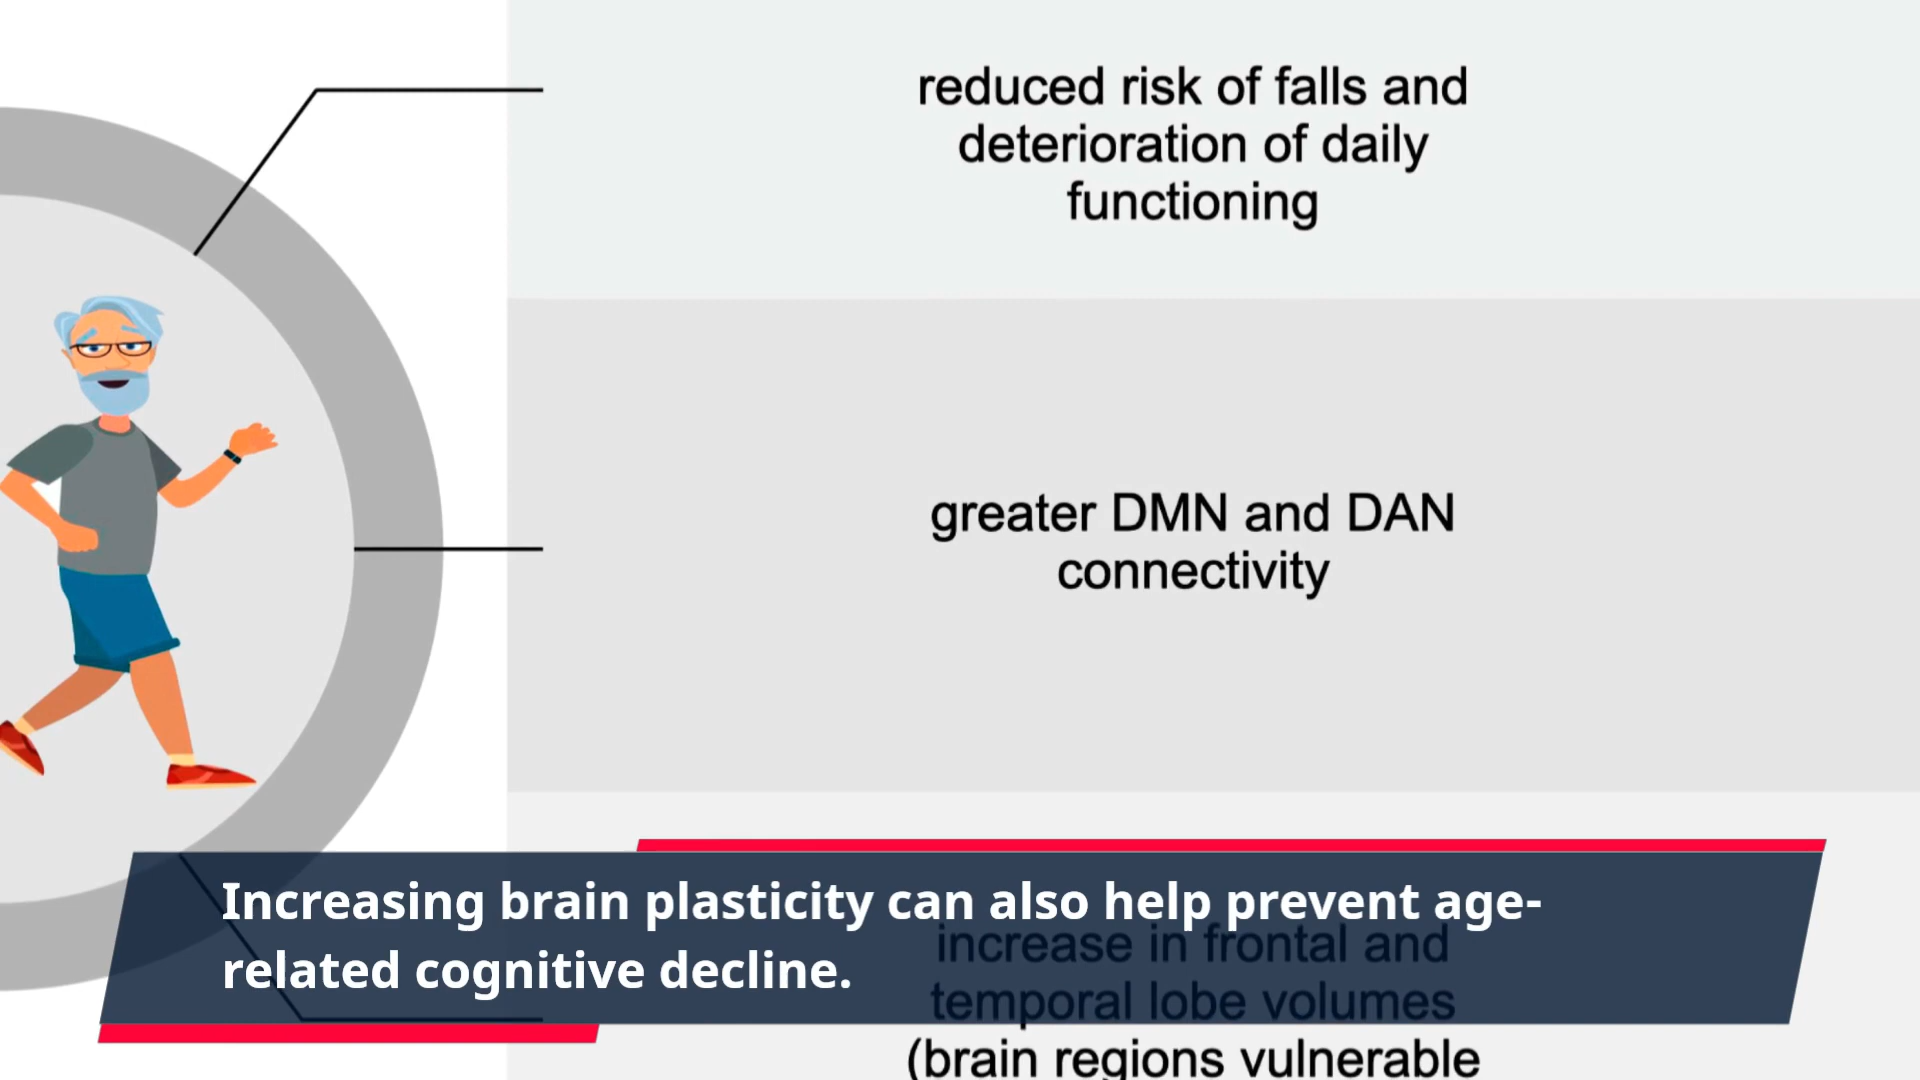 reduced risk of falls and
deterioration of daily
functioning
greater DMN and DAN
connectivity
Increasing brain plasticity can also help prevent age-
related cognitive decline.
increase in frontal and
temporal lobe volumes
(brain regions vulnerable